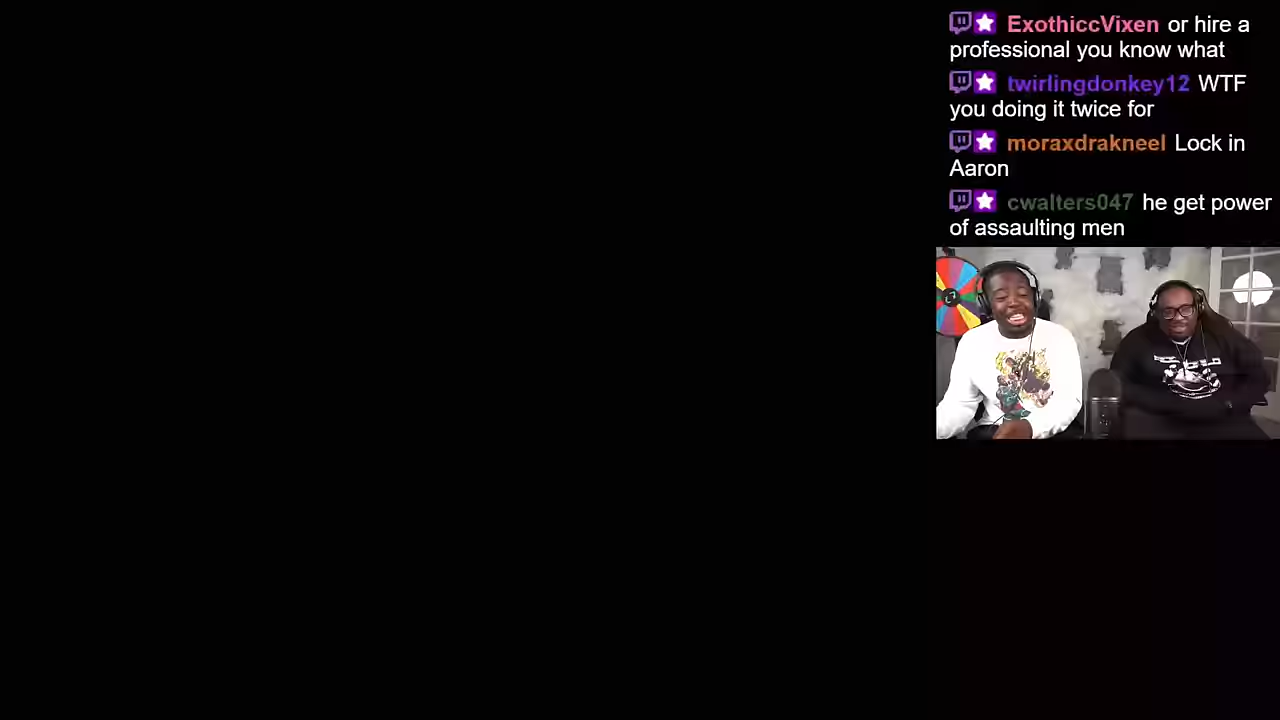 ExothiccVixen or hire a
professional you know what
twirlingdonkey12 WTF
you doing it twice for
moraxdrakneel Lock in
Aaron
cwalters047 he get power
of assaulting men